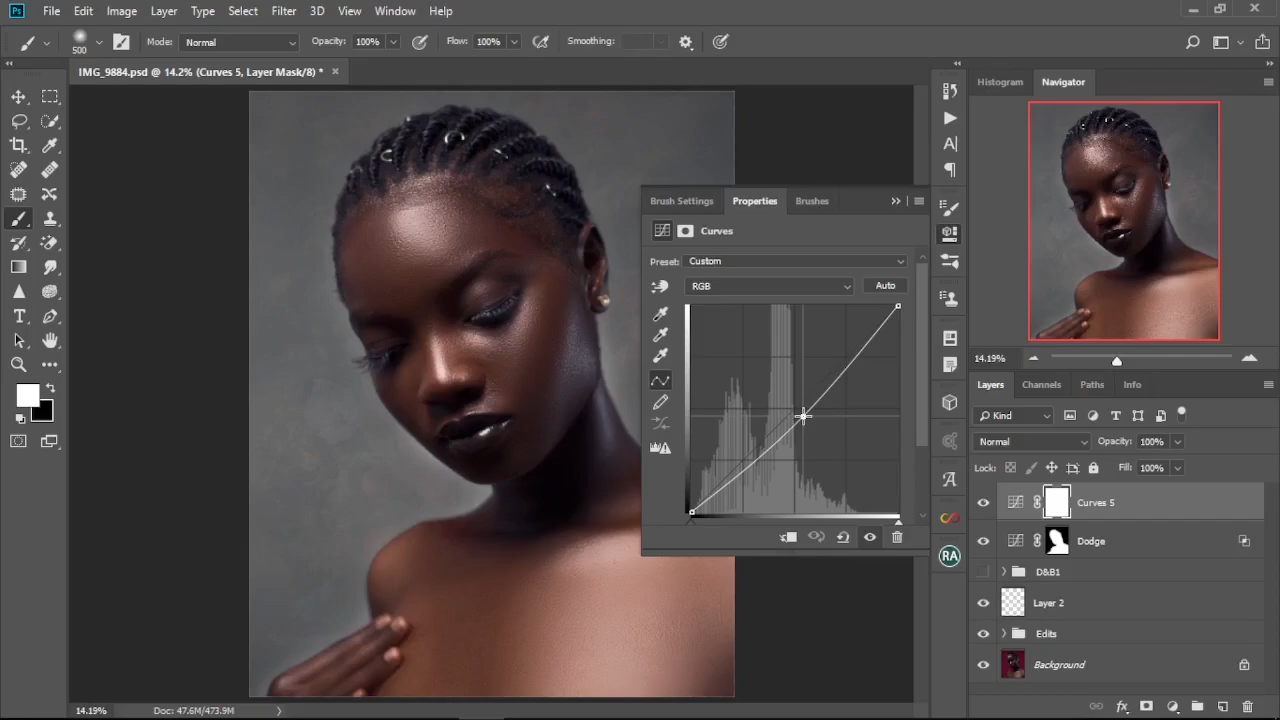 Ps File Edit Image Layer Type Select Filter 3D View Window Help
500 Mode: Normal Opacity: 100% Flow: 100% Smoothing:
IMG_9884.psd @ 14.2% (Curves 5, Layer Mask/8) * ×
Histogram Navigator
Brush Settings Properties Brushes
Curves
Preset: Custom
RGB Auto
14.19%
Layers Channels Paths Info
Kind
Normal Opacity: 100%
Lock: Fill: 100%
Curves 5
Dodge
D&B1
Layer 2
Edits
Background
RA
14.19% Doc: 47.6M/473.9M